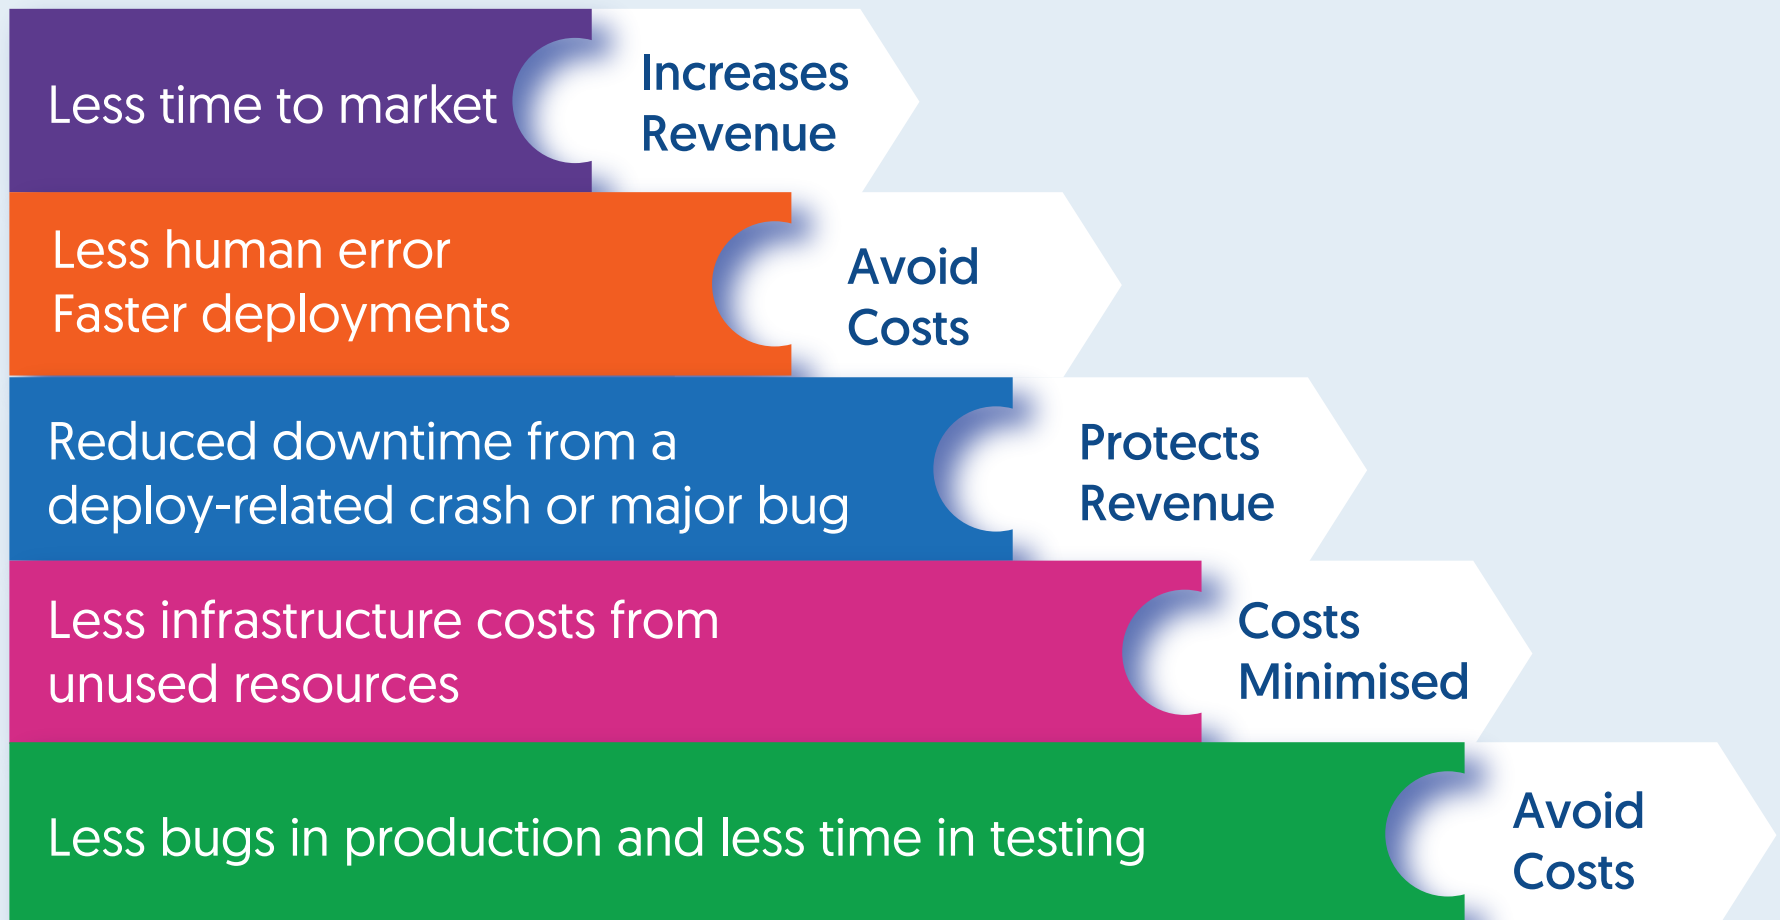 Less time to market
Increases
Revenue
Less human error
Faster deployments
Avoid
Costs
Reduced downtime from a
deploy-related crash or major bug
Protects
Revenue
Less infrastructure costs from
unused resources
Costs
Minimised
Less bugs in production and less time in testing
Avoid
Costs